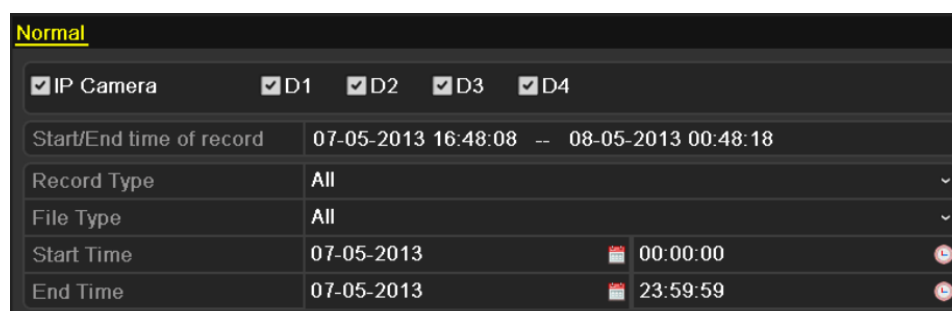 Normal
IP Camera D1 D2 D3 D4
Start/End time of record 07-05-2013 16:48:08 -- 08-05-2013 00:48:18
Record Type All
File Type All
Start Time 07-05-2013 00:00:00
End Time 07-05-2013 23:59:59